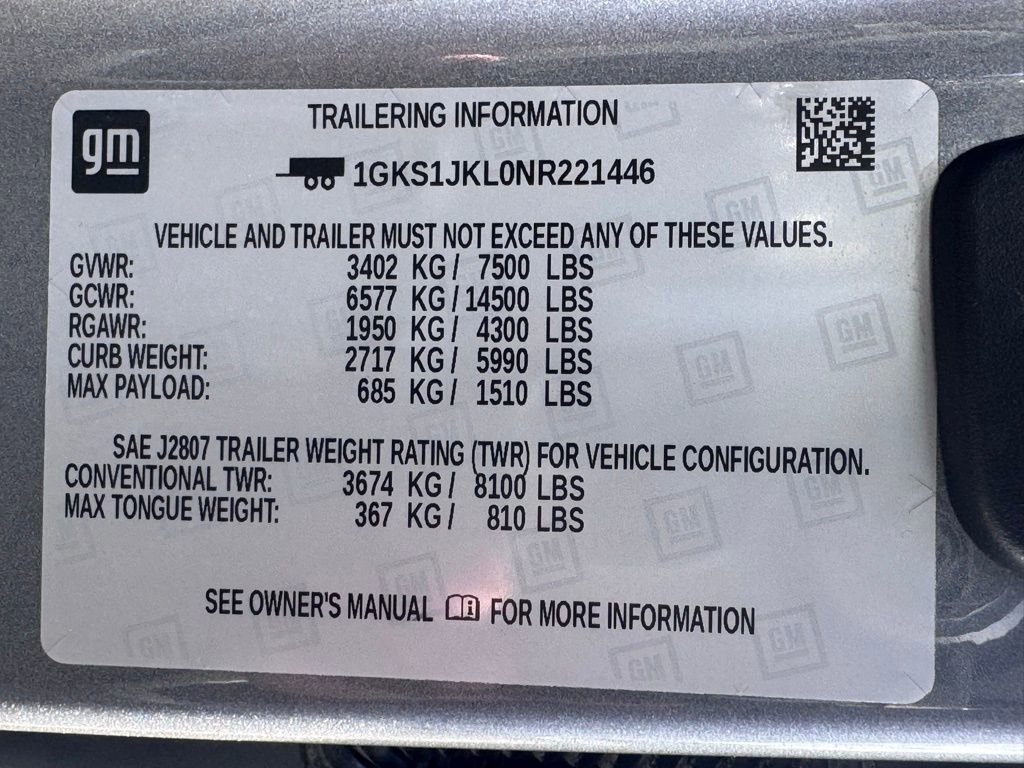 gm
TRAILERING INFORMATION
1GKS1JKL0NR221446
VEHICLE AND TRAILER MUST NOT EXCEED ANY OF THESE VALUES.
GVWR: 3402 KG/ 7500 LBS
GCWR: 6577 KG/14500 LBS
RGAWR: 1950 KG/ 4300 LBS
CURB WEIGHT: 2717 KG/ 5990 LBS
MAX PAYLOAD: 685 KG/ 1510 LBS
SAE J2807 TRAILER WEIGHT RATING (TWR) FOR VEHICLE CONFIGURATION.
CONVENTIONAL TWR: 3674 KG/ 8100 LBS
MAX TONGUE WEIGHT: 367 KG/ 810 LBS
SEE OWNER'S MANUAL i FOR MORE INFORMATION